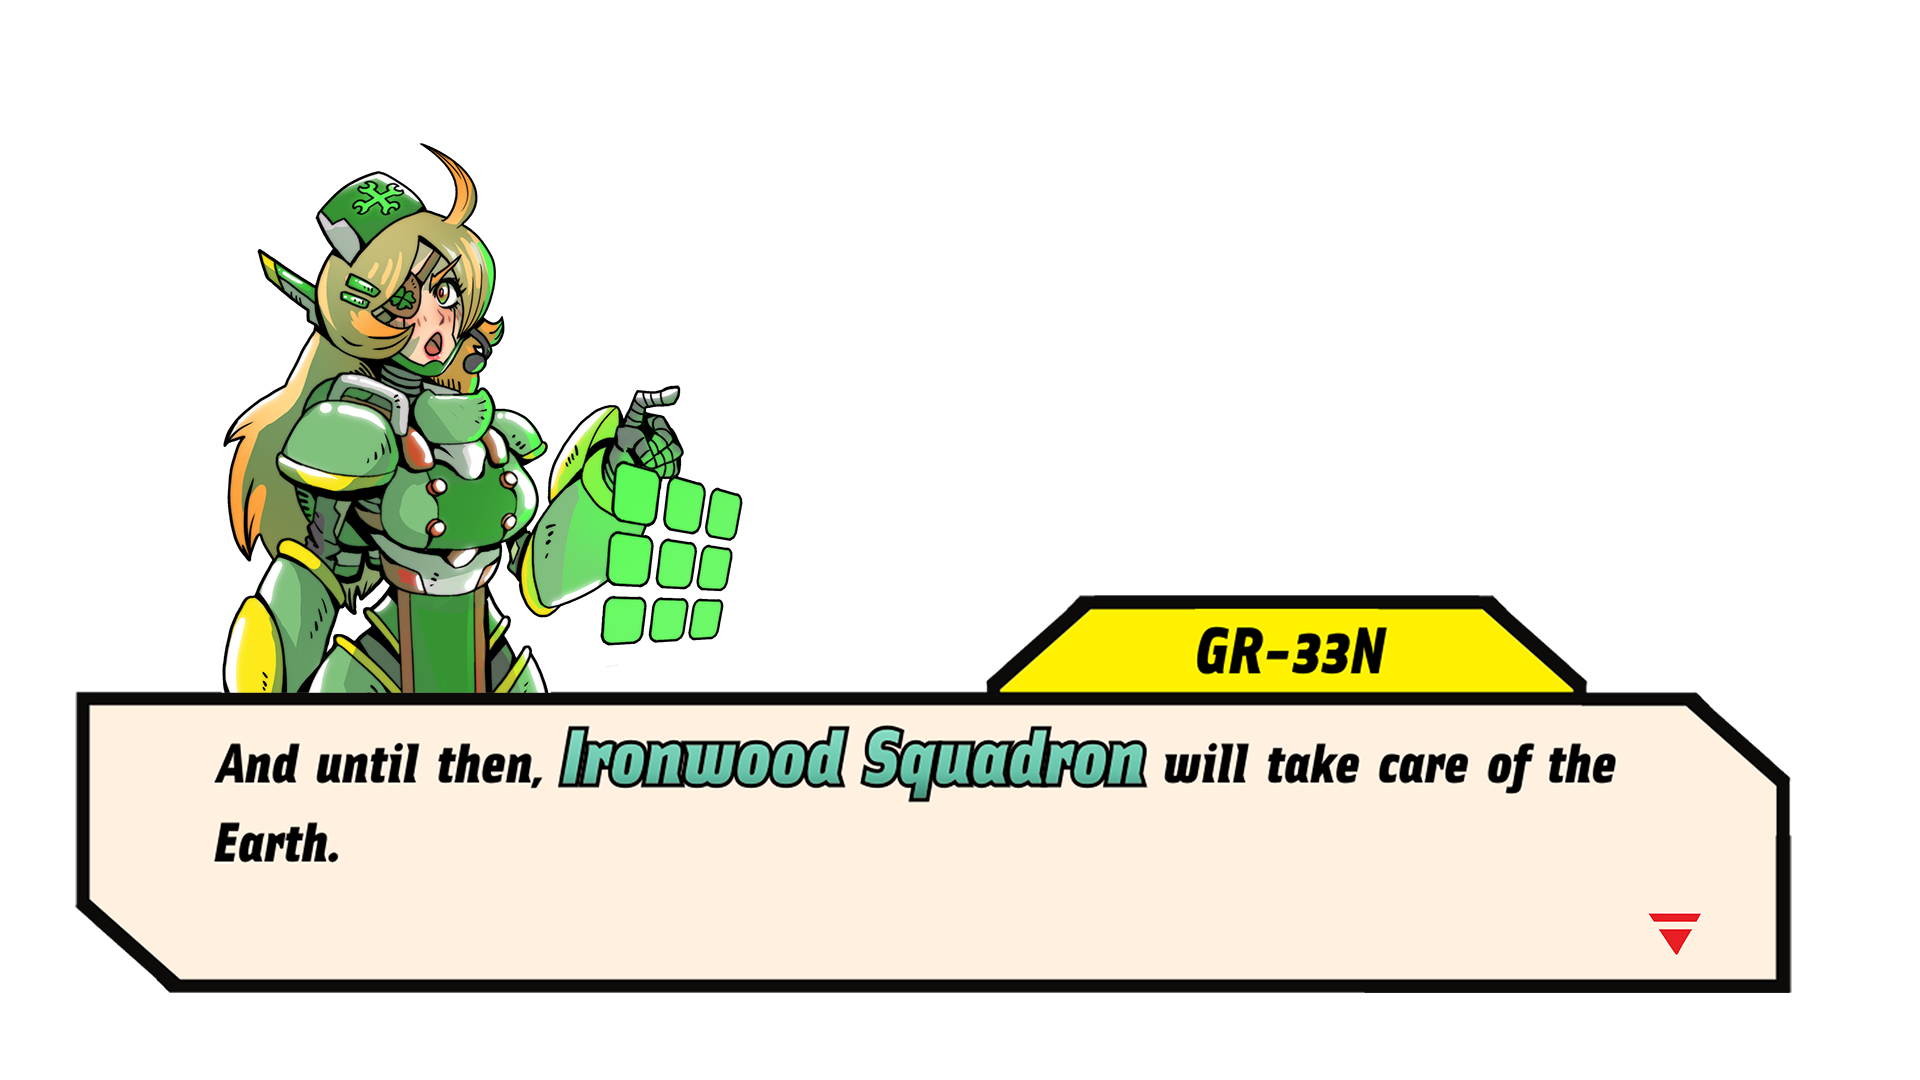 GR-33N
And until then, Ironwood Squadron will take care of the
Earth.